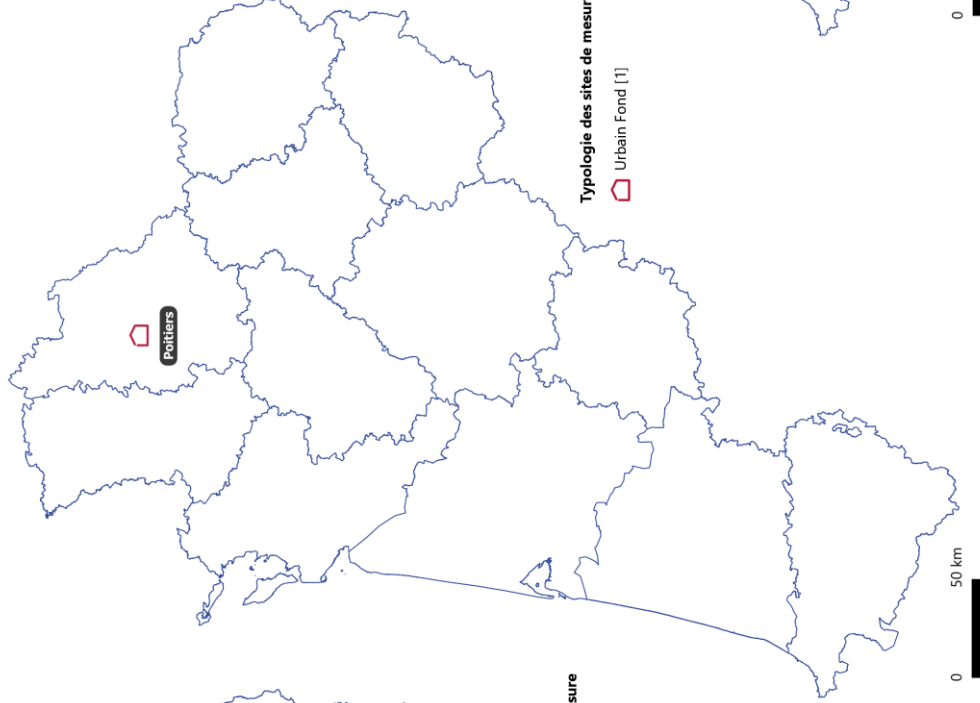 Poitiers
Typologie des sites de mesur
Urbain Fond [1]
sure
0
50 km
0